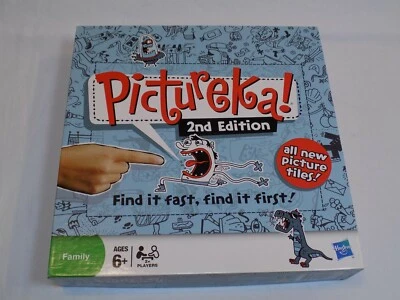 Pictureka!
2nd Edition
all new
picture
tiles!
Find it fast, find it first!
Family
AGES
6+
2+
PLAYERS
Hasbro